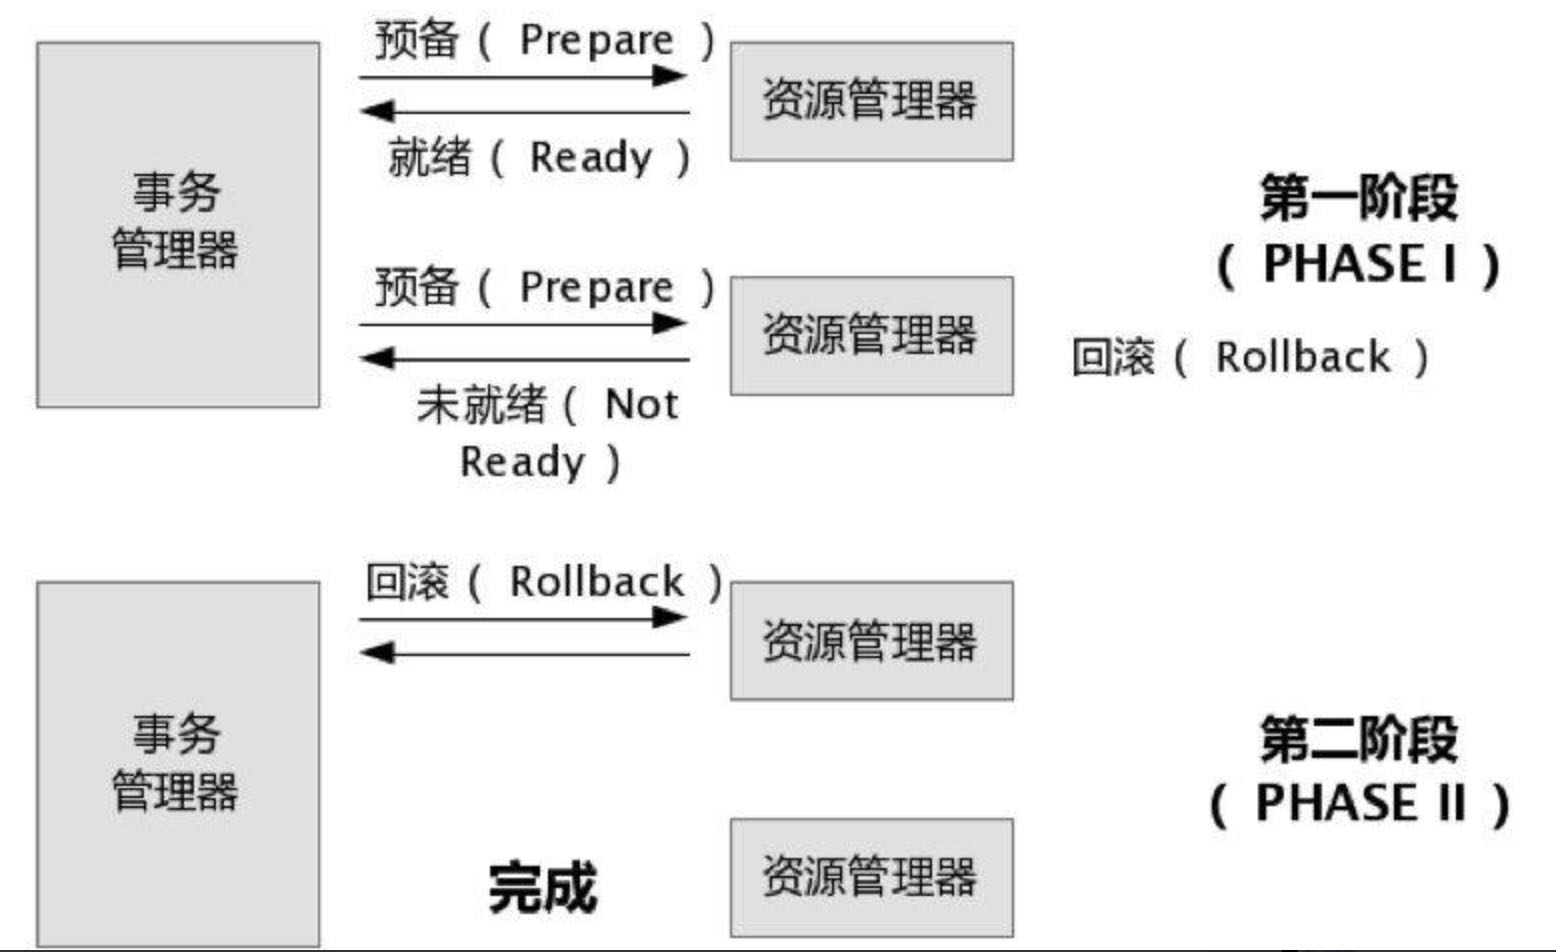 预备（ Prepare ）
资源管理器
就绪（ Ready ）
事务
管理器
第一阶段
（ PHASE I ）
预备（ Prepare ）
资源管理器
回滚（ Rollback ）
未就绪（ Not
Ready ）
回滚（ Rollback ）
资源管理器
事务
管理器
第二阶段
（ PHASE II ）
完成
资源管理器